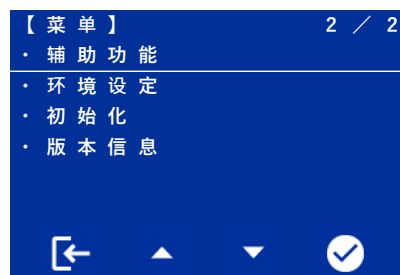 【菜单】 2／2
・辅助功能
・环境设定
・初始化
・版本信息